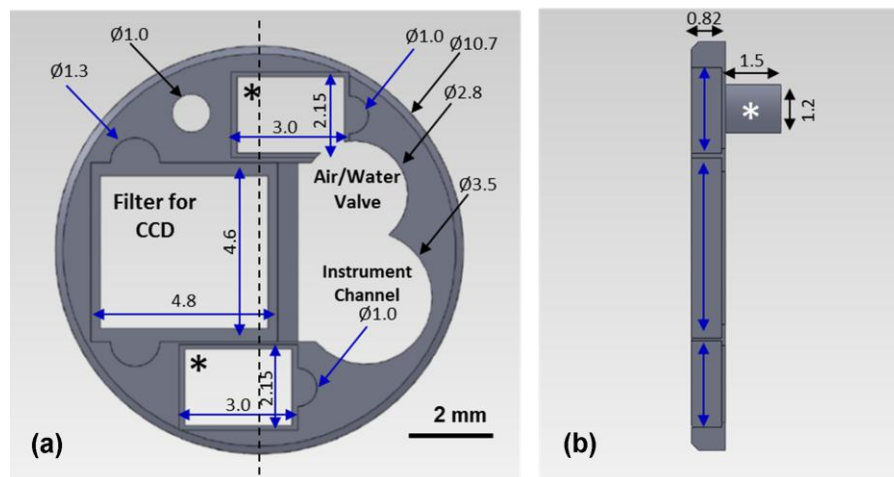 Ø1.0
Ø1.0
Ø10.7
Ø1.3
*
2.15
Ø2.8
3.0
Air/Water
Valve
Ø3.5
Filter for
CCD
4.6
Instrument
Channel
4.8
Ø1.0
*
2.15
3.0
2 mm
(a)
0.82
1.5
*
1.2
(b)